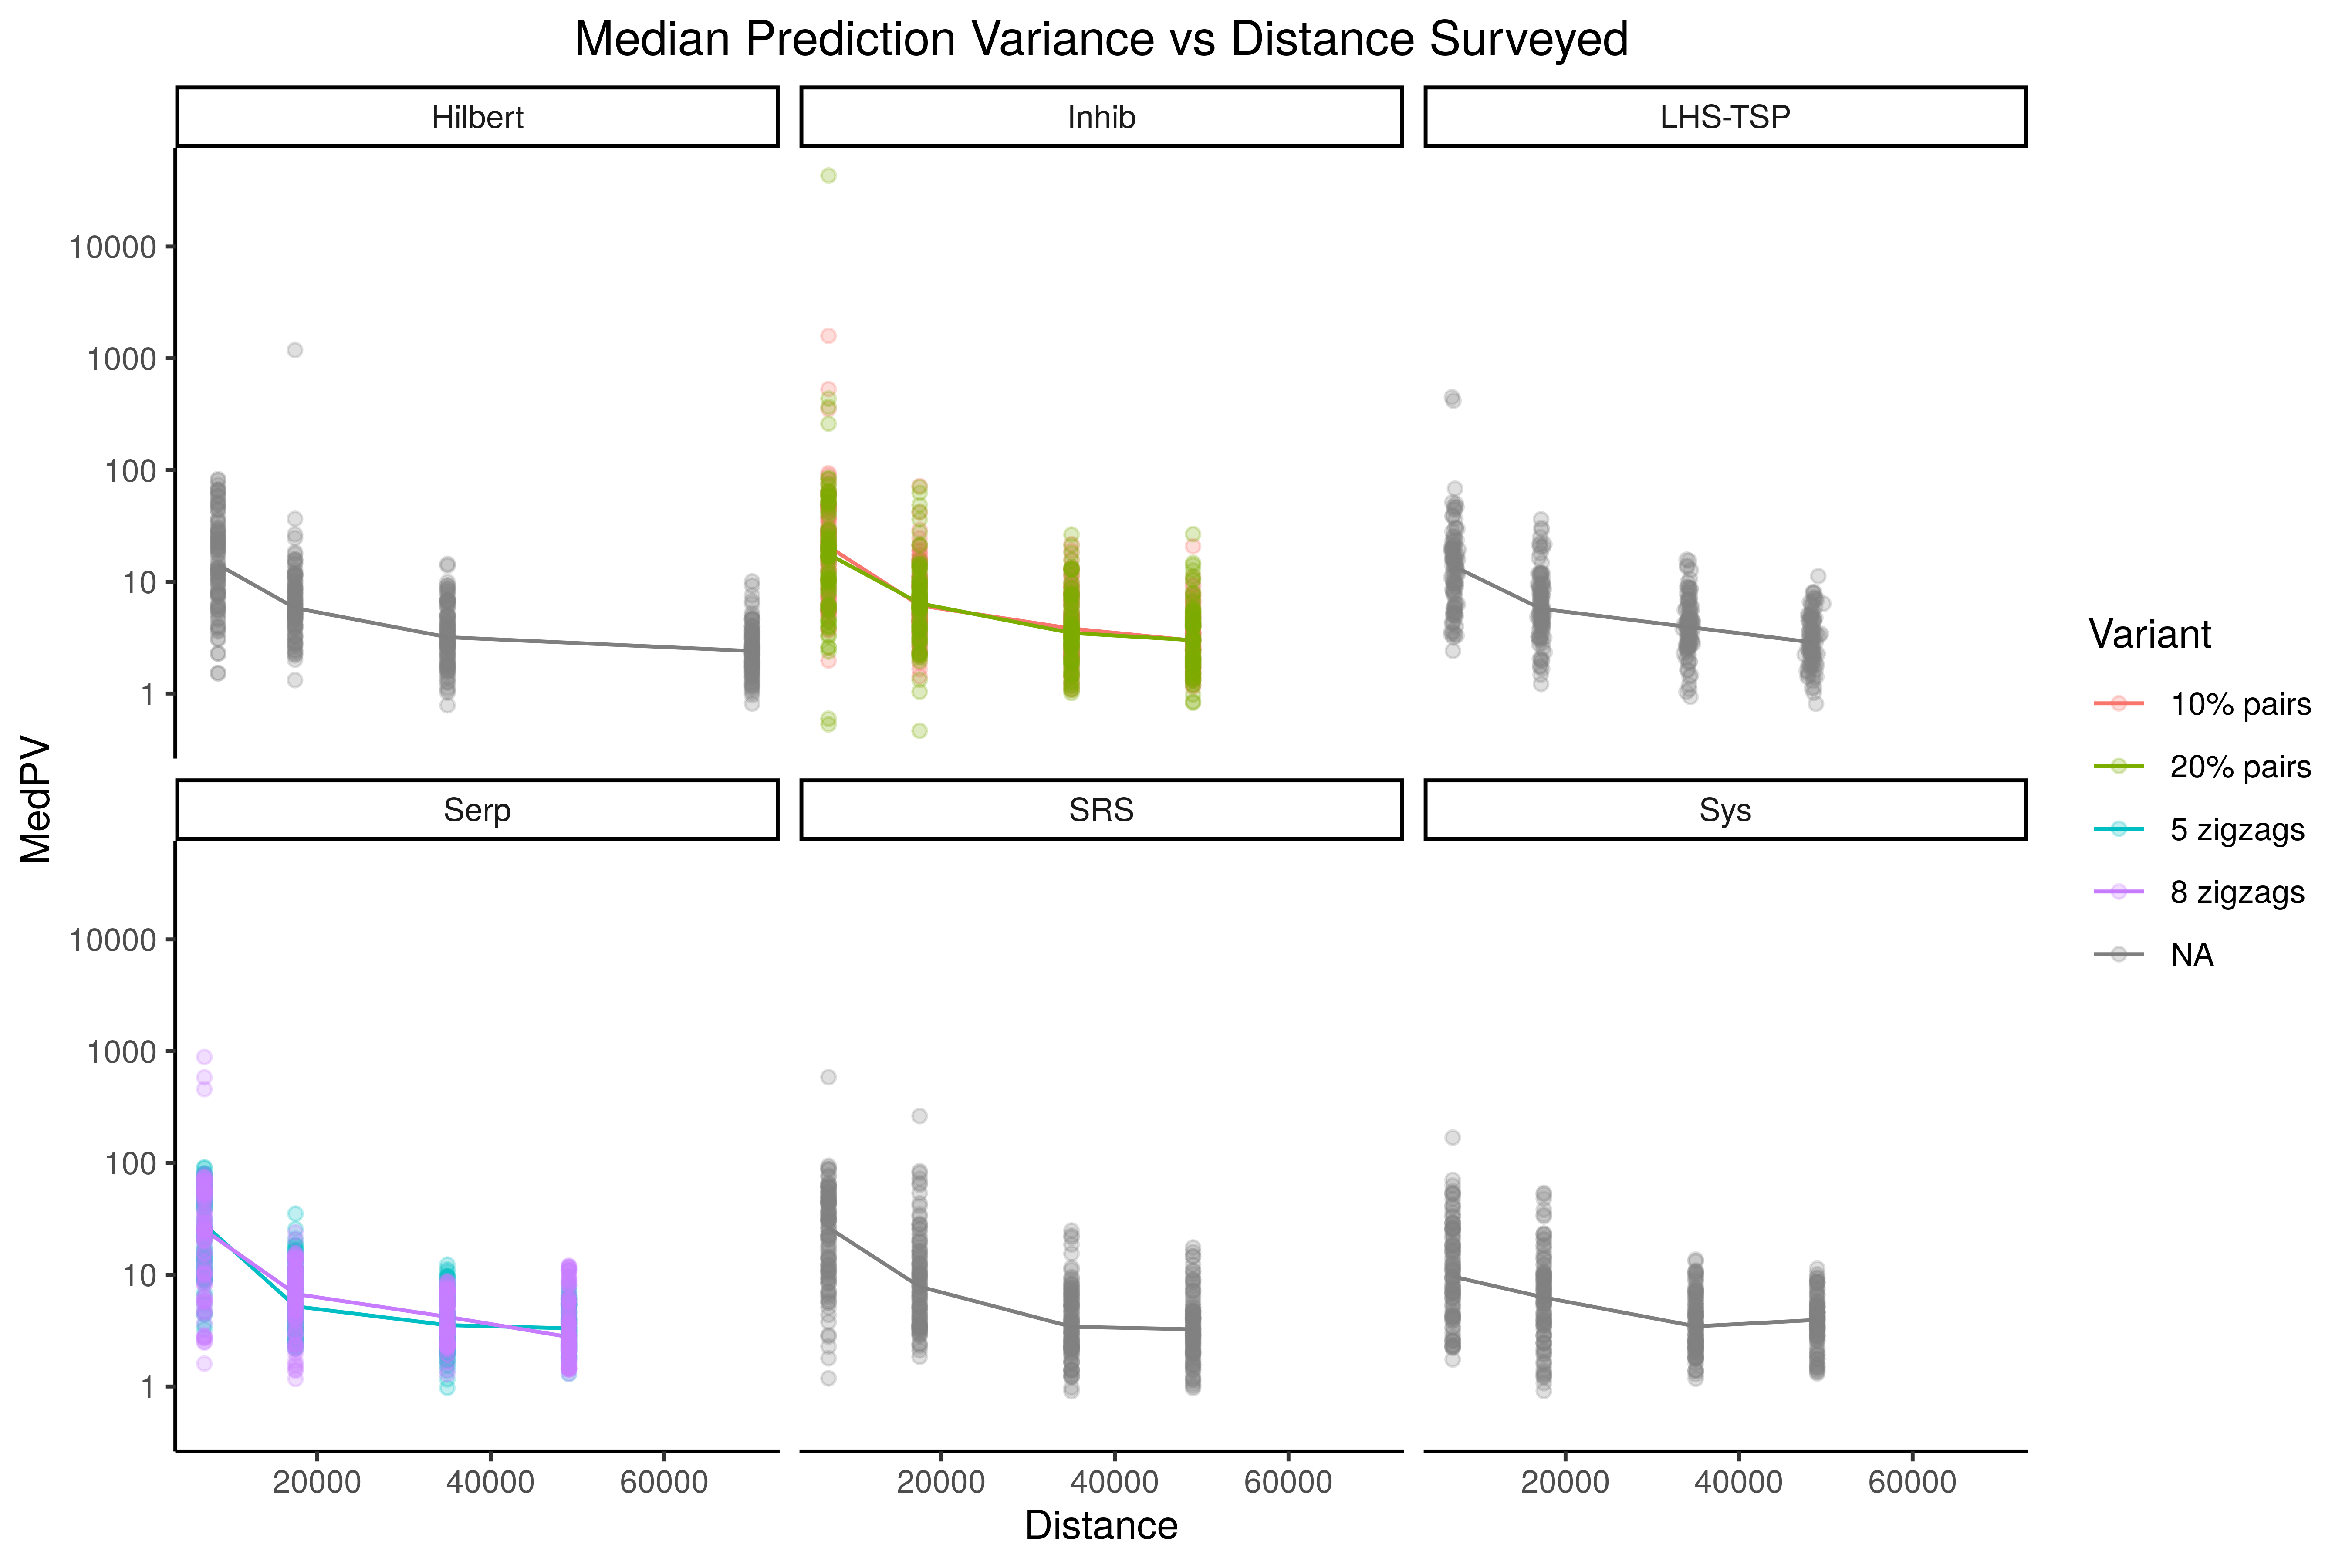 Median Prediction Variance vs Distance Surveyed
Hilbert
Inhib
LHS-TSP
10000
1000
100
10
1
Serp
SRS
Sys
10000
1000
100
10
1
20000
40000
60000
20000
40000
60000
20000
40000
60000
Distance
MedPV
Variant
10% pairs
20% pairs
5 zigzags
8 zigzags
NA